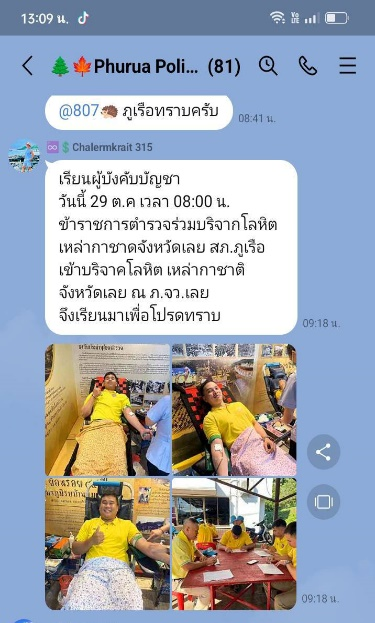 13:09 น.
Phurua Poli... (81)
@807 ภูเรือทราบครับ
08:41 น.
Chalermkrait 315
เรียนผู้บังคับบัญชา
วันนี้ 29 ต.ค เวลา 08:00 น.
ข้าราชการตำรวจร่วมบริจากโลหิต
เหล่ากาชาดจังหวัดเลย สภ.ภูเรือ
เข้าบริจาคโลหิต เหล่ากาชาติ
จังหวัดเลย ณ ภ.จว.เลย
จึงเรียนมาเพื่อโปรดทราบ
09:18 น.
09:18 น.